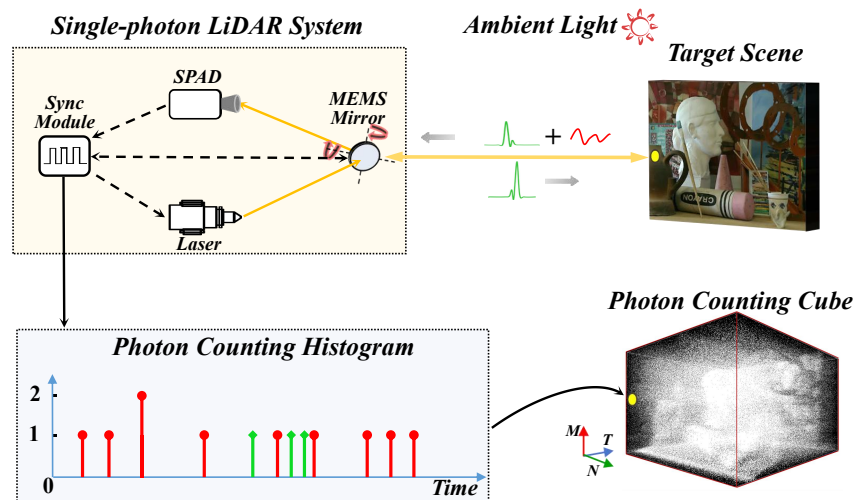 Single-photon LiDAR System
Ambient Light
Target Scene
SPAD
Sync
Module
MEMS
Mirror
+
Laser
CRAYON
Photon Counting Histogram
2
1
0
Time
Photon Counting Cube
M
T
N